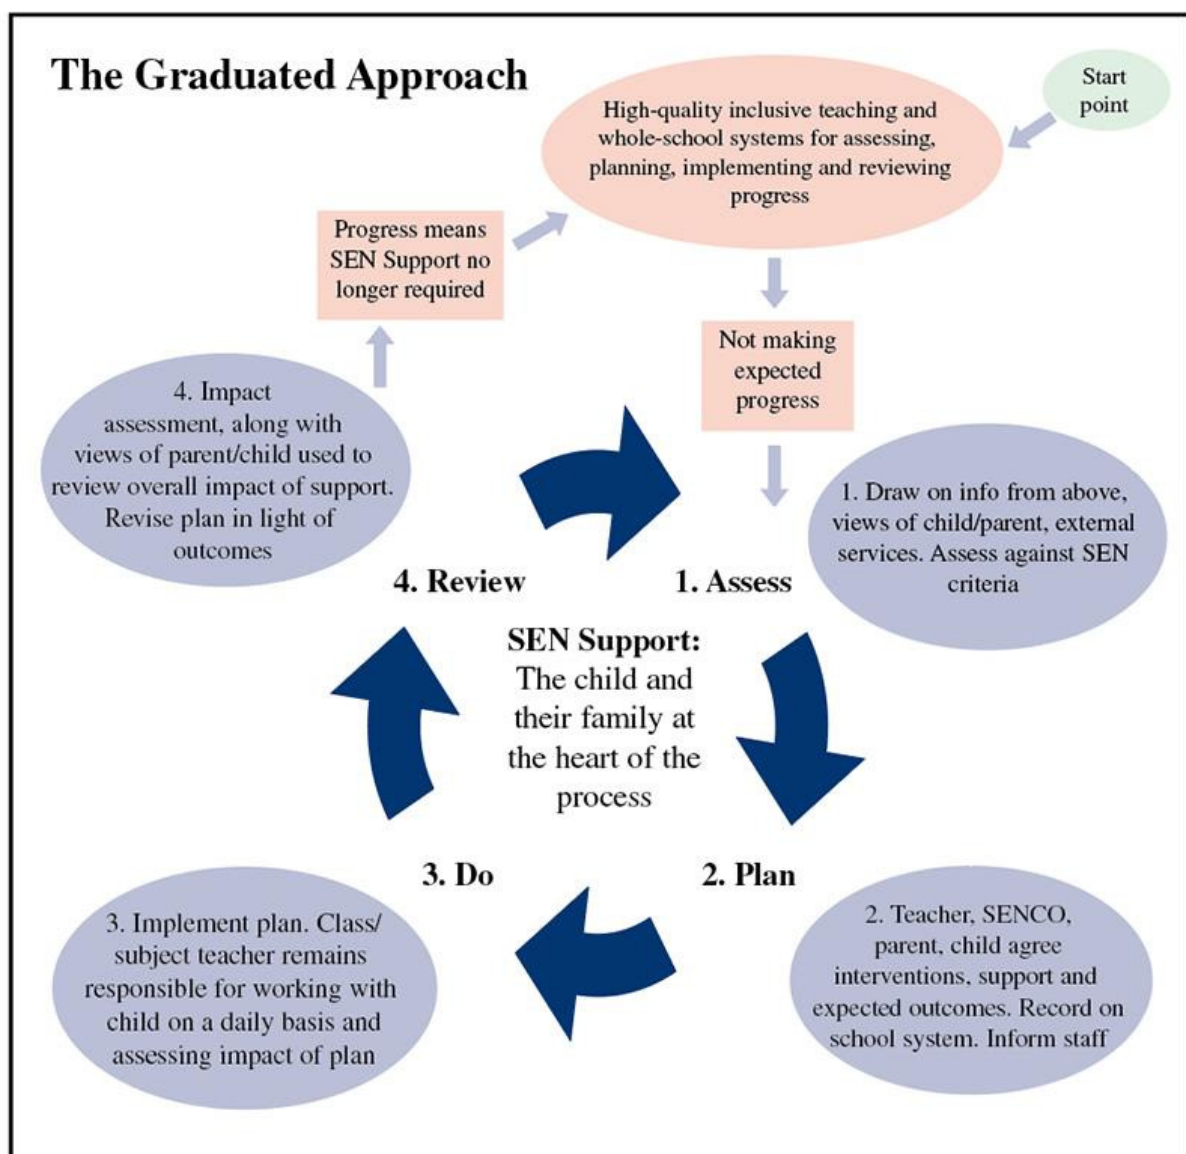 The Graduated Approach
Start
point
High-quality inclusive teaching and
whole-school systems for assessing,
planning, implementing and reviewing
progress
Progress means
SEN Support no
longer required
Not making
expected
progress
4. Impact
assessment, along with
views of parent/child used to
review overall impact of support.
Revise plan in light of
outcomes
1. Draw on info from above,
views of child/parent, external
services. Assess against SEN
criteria
4. Review
1. Assess
SEN Support:
The child and
their family at
the heart of the
process
3. Do
2. Plan
3. Implement plan. Class/
subject teacher remains
responsible for working with
child on a daily basis and
assessing impact of plan
2. Teacher, SENCO,
parent, child agree
interventions, support and
expected outcomes. Record on
school system. Inform staff